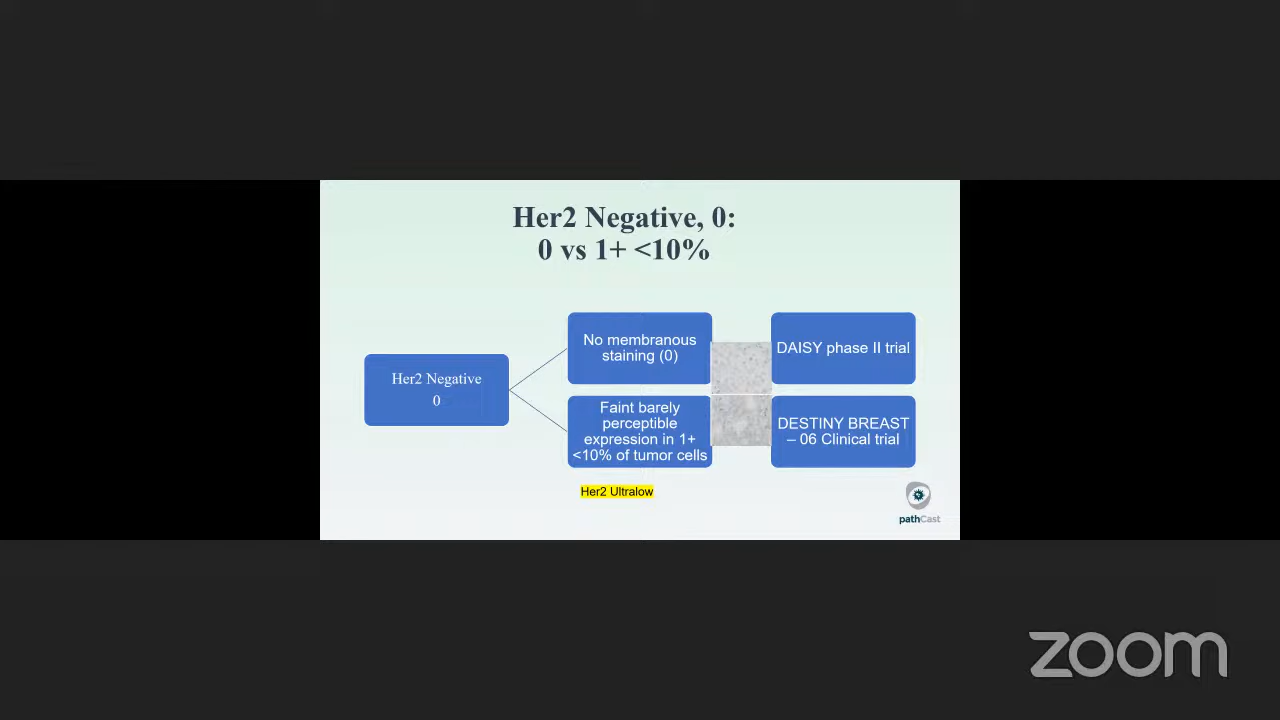 Her2 Negative, 0:
0 vs 1+ <10%
Her2 Negative
0
No membranous
staining (0)
DAISY phase II trial
Faint barely
perceptible
expression in 1+
<10% of tumor cells
DESTINY BREAST
– 06 Clinical trial
Her2 Ultralow
pathCast
zoom